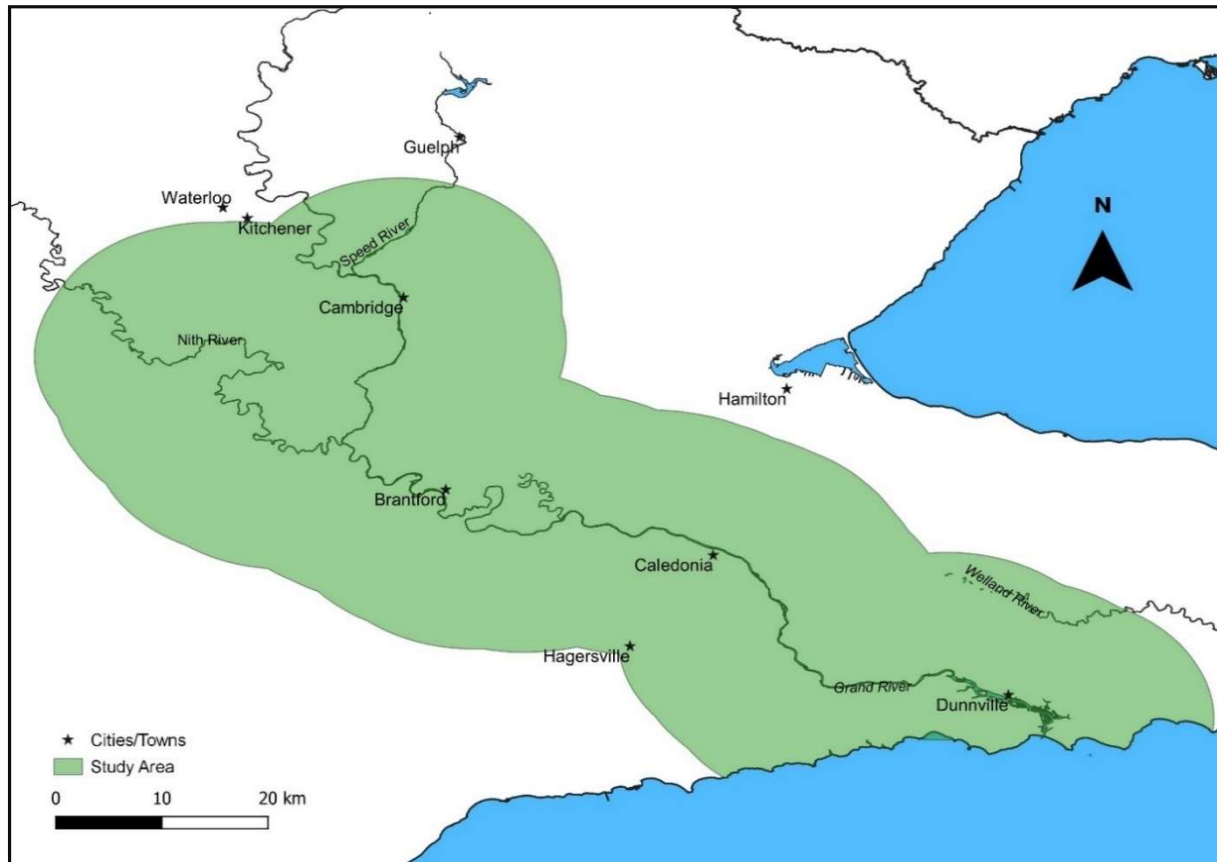 Guelph
Waterloo
Kitchener
Speed River
N
Cambridge
Nith River
Hamilton
Brantford
Caledonia
Welland River
Hagersville
Grand River
Dunnville
Cities/Towns
Study Area
0 10 20 km